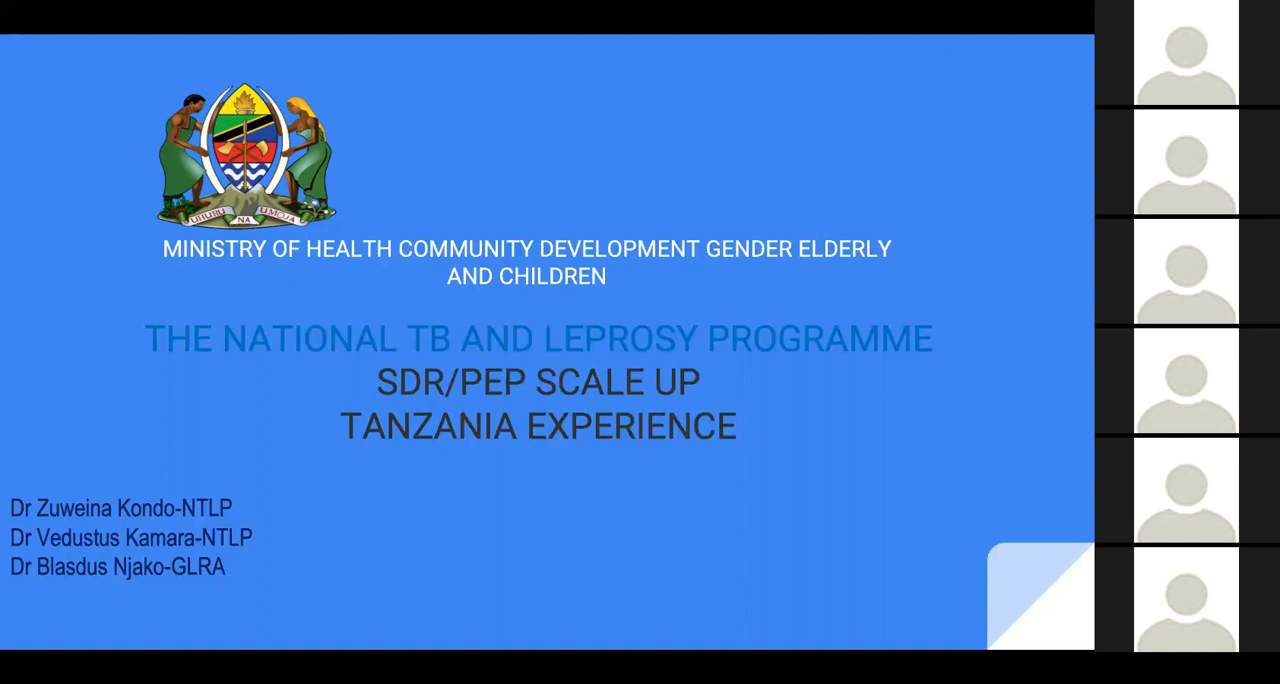 UHURU NA UMOJA
MINISTRY OF HEALTH COMMUNITY DEVELOPMENT GENDER ELDERLY
AND CHILDREN
THE NATIONAL TB AND LEPROSY PROGRAMME
SDR/PEP SCALE UP
TANZANIA EXPERIENCE
Dr Zuweina Kondo-NTLP
Dr Vedustus Kamara-NTLP
Dr Blasdus Njako-GLRA